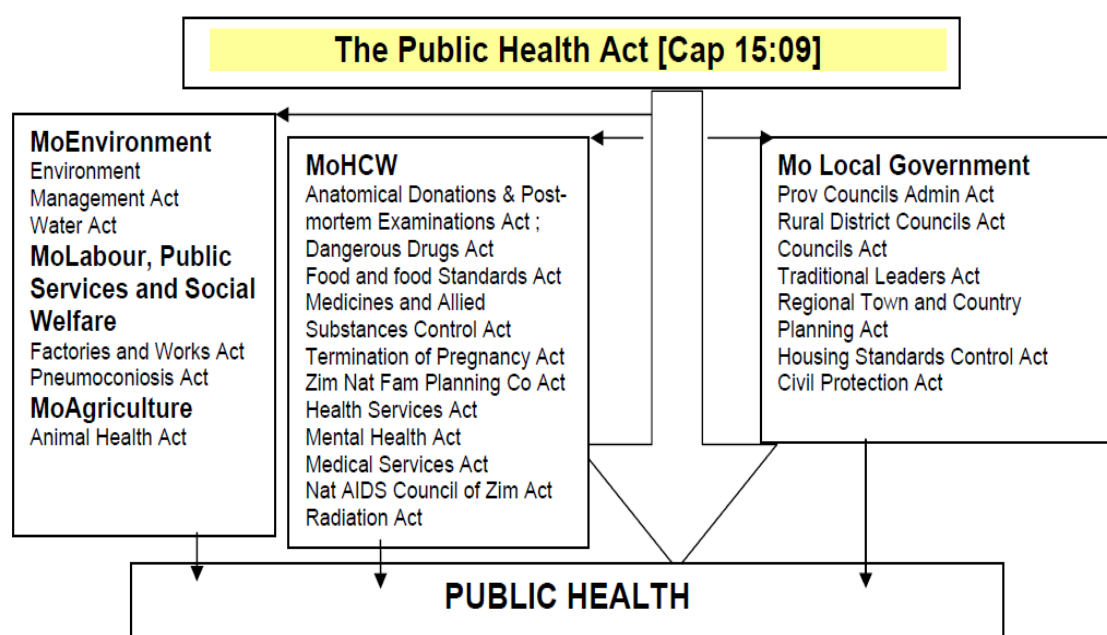 The Public Health Act [Cap 15:09]
MoEnvironment
Environment
Management Act
Water Act
MoLabour, Public
Services and Social
Welfare
Factories and Works Act
Pneumoconiosis Act
MoAgriculture
Animal Health Act
MoHCW
Anatomical Donations & Post-
mortem Examinations Act ;
Dangerous Drugs Act
Food and food Standards Act
Medicines and Allied
Substances Control Act
Termination of Pregnancy Act
Zim Nat Fam Planning Co Act
Health Services Act
Mental Health Act
Medical Services Act
Nat AIDS Council of Zim Act
Radiation Act
Mo Local Government
Prov Councils Admin Act
Rural District Councils Act
Councils Act
Traditional Leaders Act
Regional Town and Country
Planning Act
Housing Standards Control Act
Civil Protection Act
PUBLIC HEALTH